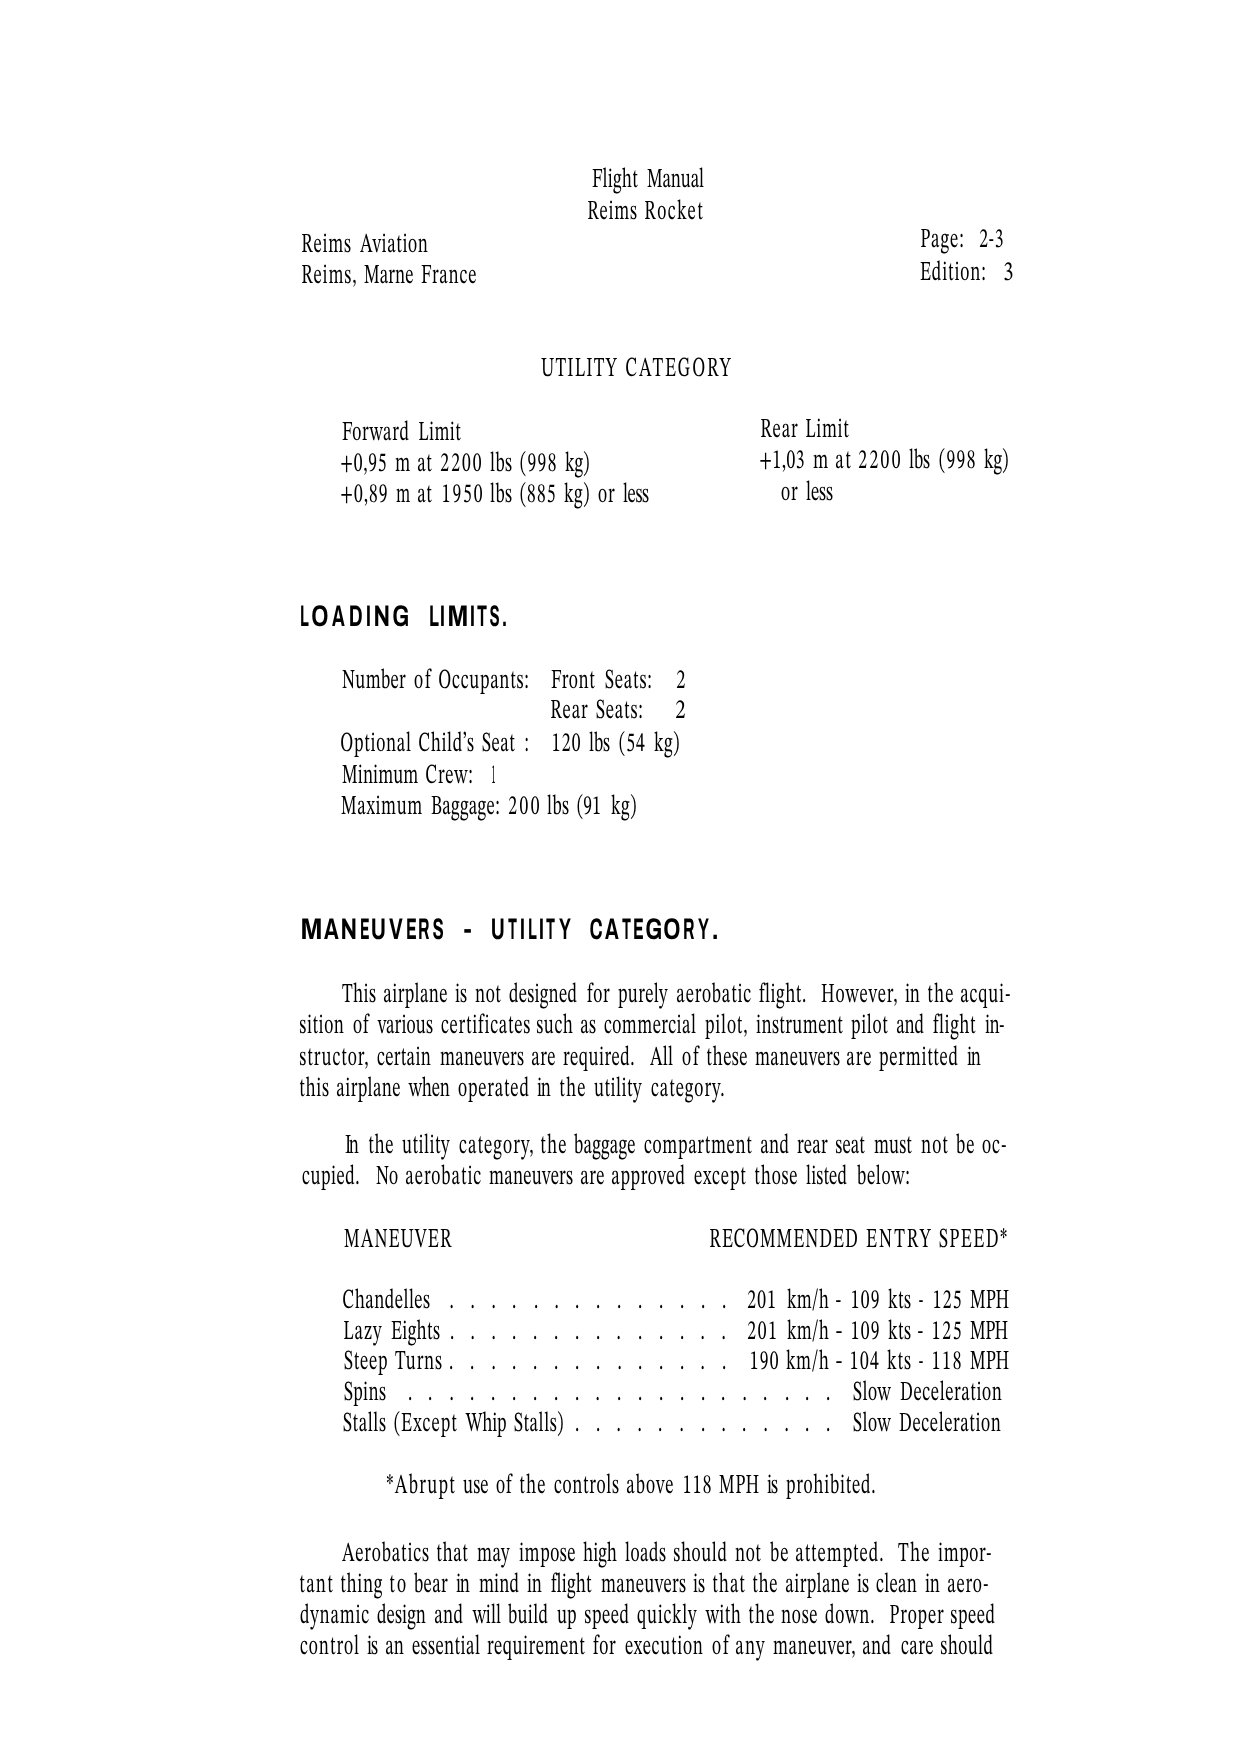 Flight Manual
Reims Rocket
Reims Aviation
Reims, Marne France
Page: 2-3
Edition: 3
UTILITY CATEGORY
Forward Limit
+0,95 m at 2200 lbs (998 kg)
+0,89 m at 1950 lbs (885 kg) or less
Rear Limit
+1,03 m at 2200 lbs (998 kg)
or less
LOADING LIMITS.
Number of Occupants: Front Seats: 2
Rear Seats: 2
Optional Child's Seat : 120 lbs (54 kg)
Minimum Crew: 1
Maximum Baggage: 200 lbs (91 kg)
MANEUVERS - UTILITY CATEGORY.
This airplane is not designed for purely aerobatic flight. However, in the acqui-
sition of various certificates such as commercial pilot, instrument pilot and flight in-
structor, certain maneuvers are required. All of these maneuvers are permitted in
this airplane when operated in the utility category.
In the utility category, the baggage compartment and rear seat must not be oc-
cupied. No aerobatic maneuvers are approved except those listed below:
MANEUVER RECOMMENDED ENTRY SPEED*
Chandelles . . . . . . . . . . . . . . 201 km/h - 109 kts - 125 MPH
Lazy Eights . . . . . . . . . . . . . . 201 km/h - 109 kts - 125 MPH
Steep Turns . . . . . . . . . . . . . . 190 km/h - 104 kts - 118 MPH
Spins . . . . . . . . . . . . . . . . . . . . . Slow Deceleration
Stalls (Except Whip Stalls) . . . . . . . . . . . . . Slow Deceleration
*Abrupt use of the controls above 118 MPH is prohibited.
Aerobatics that may impose high loads should not be attempted. The impor-
tant thing to bear in mind in flight maneuvers is that the airplane is clean in aero-
dynamic design and will build up speed quickly with the nose down. Proper speed
control is an essential requirement for execution of any maneuver, and care should